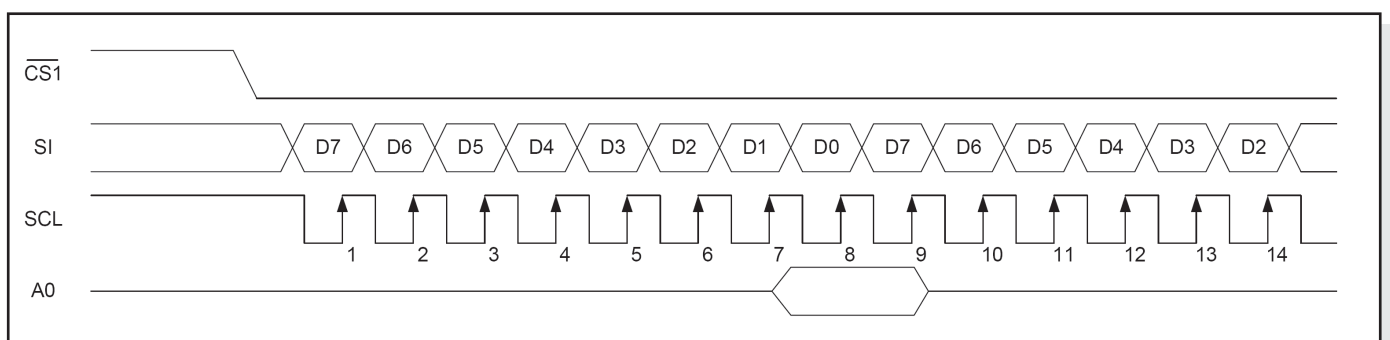 CS1
SI D7 D6 D5 D4 D3 D2 D1 D0 D7 D6 D5 D4 D3 D2
SCL
1 2 3 4 5 6 7 8 9 10 11 12 13 14
A0